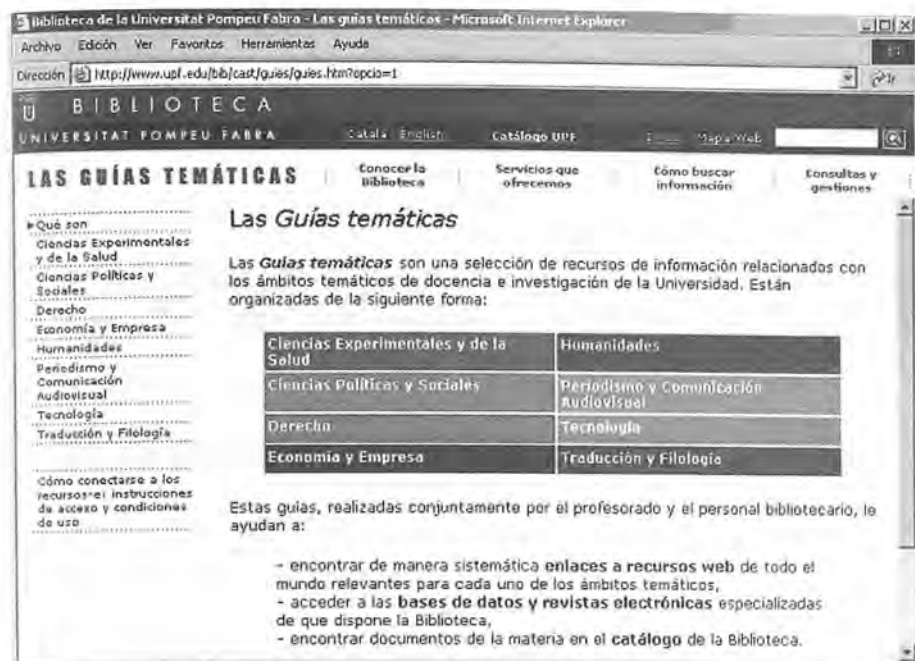 Biblioteca de la Universitat Pompeu Fabra - Las guías temáticas - Microsoft Internet Explorer
Archivo Edición Ver Favoritos Herramientas Ayuda
Dirección http://www.upf.edu/bib/cast/guies/guies.htm?opcio=1 Ir
BIBLIOTECA
UNIVERSITAT POMPEU FABRA Català English Catálogo UPF Mapa Web
LAS GUÍAS TEMÁTICAS
Conocer la Biblioteca
Servicios que ofrecemos
Cómo buscar información
Consultas y gestiones
Qué son
Ciencias Experimentales
y de la Salud
Ciencias Políticas y
Sociales
Derecho
Economía y Empresa
Humanidades
Periodismo y
Comunicación
Audiovisual
Tecnología
Traducción y Filología
Cómo conectarse a los
recursos-e: instrucciones
de acceso y condiciones
de uso
Las Guías temáticas
Las Guías temáticas son una selección de recursos de información relacionados con
los ámbitos temáticos de docencia e investigación de la Universidad. Están
organizadas de la siguiente forma:
Ciencias Experimentales y de la
Salud
Humanidades
Ciencias Políticas y Sociales
Periodismo y Comunicación
Audiovisual
Derecho
Tecnología
Economía y Empresa
Traducción y Filología
Estas guías, realizadas conjuntamente por el profesorado y el personal bibliotecario, le
ayudan a:
- encontrar de manera sistemática enlaces a recursos web de todo el
mundo relevantes para cada uno de los ámbitos temáticos,
- acceder a las bases de datos y revistas electrónicas especializadas
de que dispone la Biblioteca,
- encontrar documentos de la materia en el catálogo de la Biblioteca.